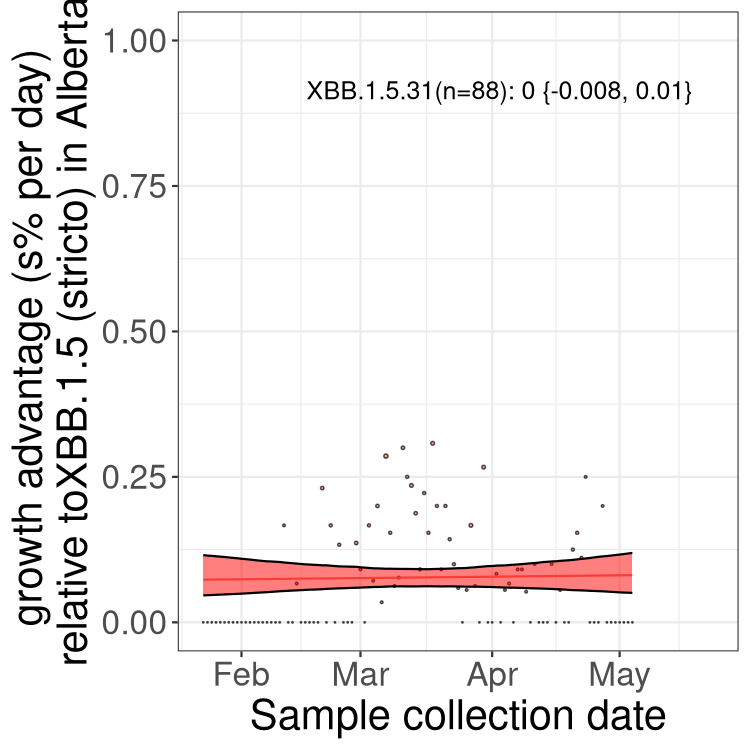 growth advantage (s% per day)
relative toXBB.1.5 (stricto) in Alberta
1.00
0.75
0.50
0.25
0.00
XBB.1.5.31(n=88): 0 {-0.008, 0.01}
Feb Mar Apr May
Sample collection date